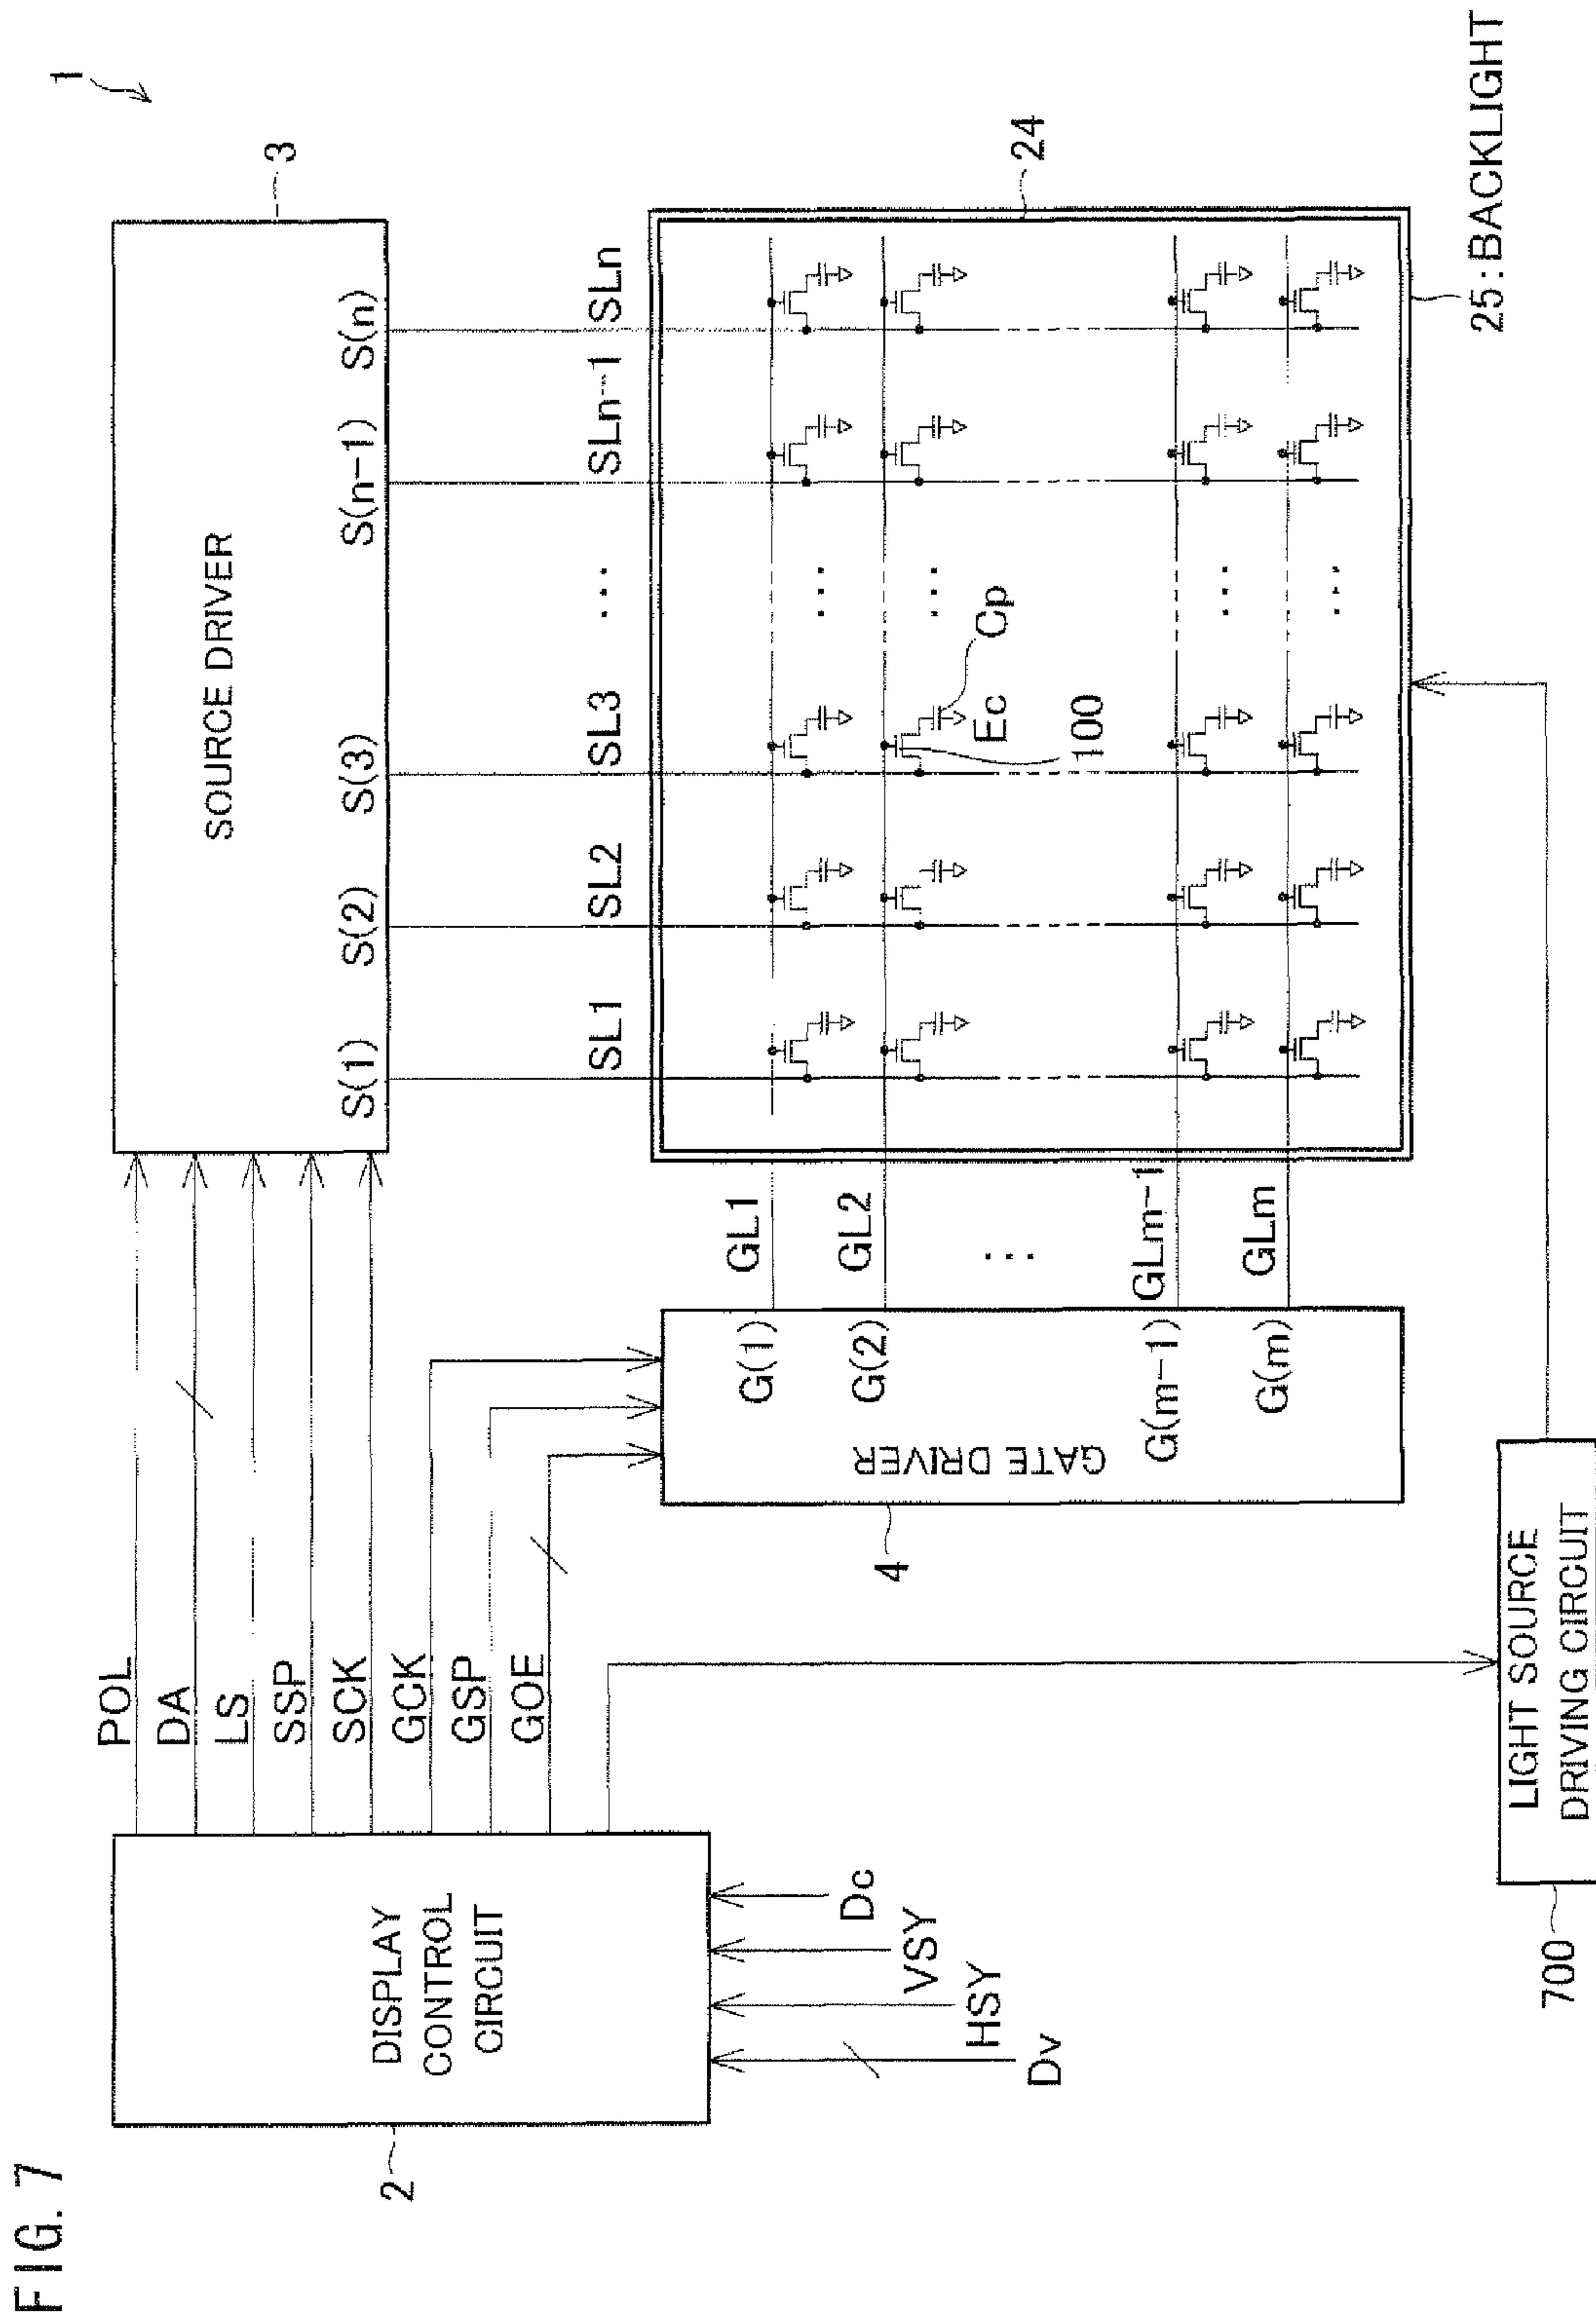 FIG. 7
1
2
DISPLAY
CONTROL
CIRCUIT
Dv
HSY
VSY
Dc
POL
DA
LS
SSP
SCK
GCK
GSP
GOE
3
SOURCE DRIVER
S(1)
S(2)
S(3)
S(n-1)
S(n)
SL1
SL2
SL3
...
SLn-1
SLn
4
GATE DRIVER
G(1)
G(2)
G(m-1)
G(m)
GL1
GL2
...
GLm-1
GLm
...
...
...
...
Ec
Cp
100
24
25:BACKLIGHT
700
LIGHT SOURCE
DRIVING CIRCUIT